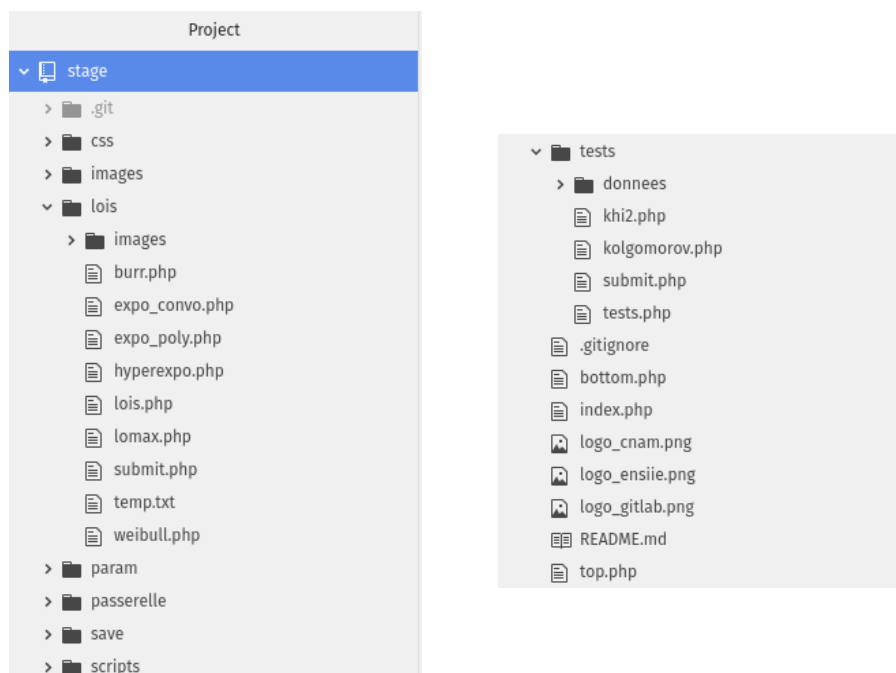 Project
stage
.git
css
images
lois
images
burr.php
expo_convo.php
expo_poly.php
hyperexpo.php
lois.php
lomax.php
submit.php
temp.txt
weibull.php
param
passerelle
save
scripts
tests
donnees
khi2.php
kolgomorov.php
submit.php
tests.php
.gitignore
bottom.php
index.php
logo_cnam.png
logo_ensiie.png
logo_gitlab.png
README.md
top.php